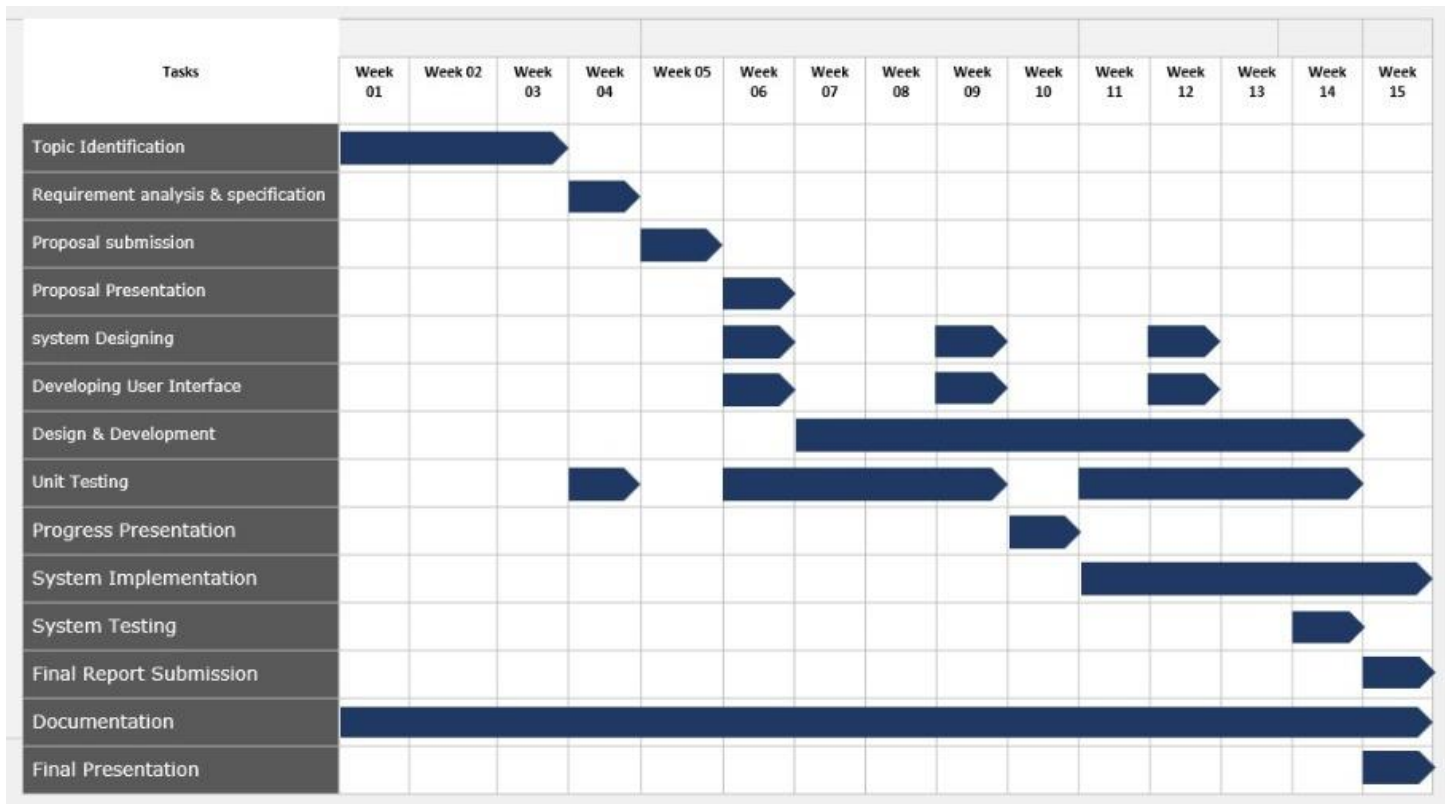 Tasks
Week 01
Week 02
Week 03
Week 04
Week 05
Week 06
Week 07
Week 08
Week 09
Week 10
Week 11
Week 12
Week 13
Week 14
Week 15
Topic Identification
Requirement analysis & specification
Proposal submission
Proposal Presentation
system Designing
Developing User Interface
Design & Development
Unit Testing
Progress Presentation
System Implementation
System Testing
Final Report Submission
Documentation
Final Presentation